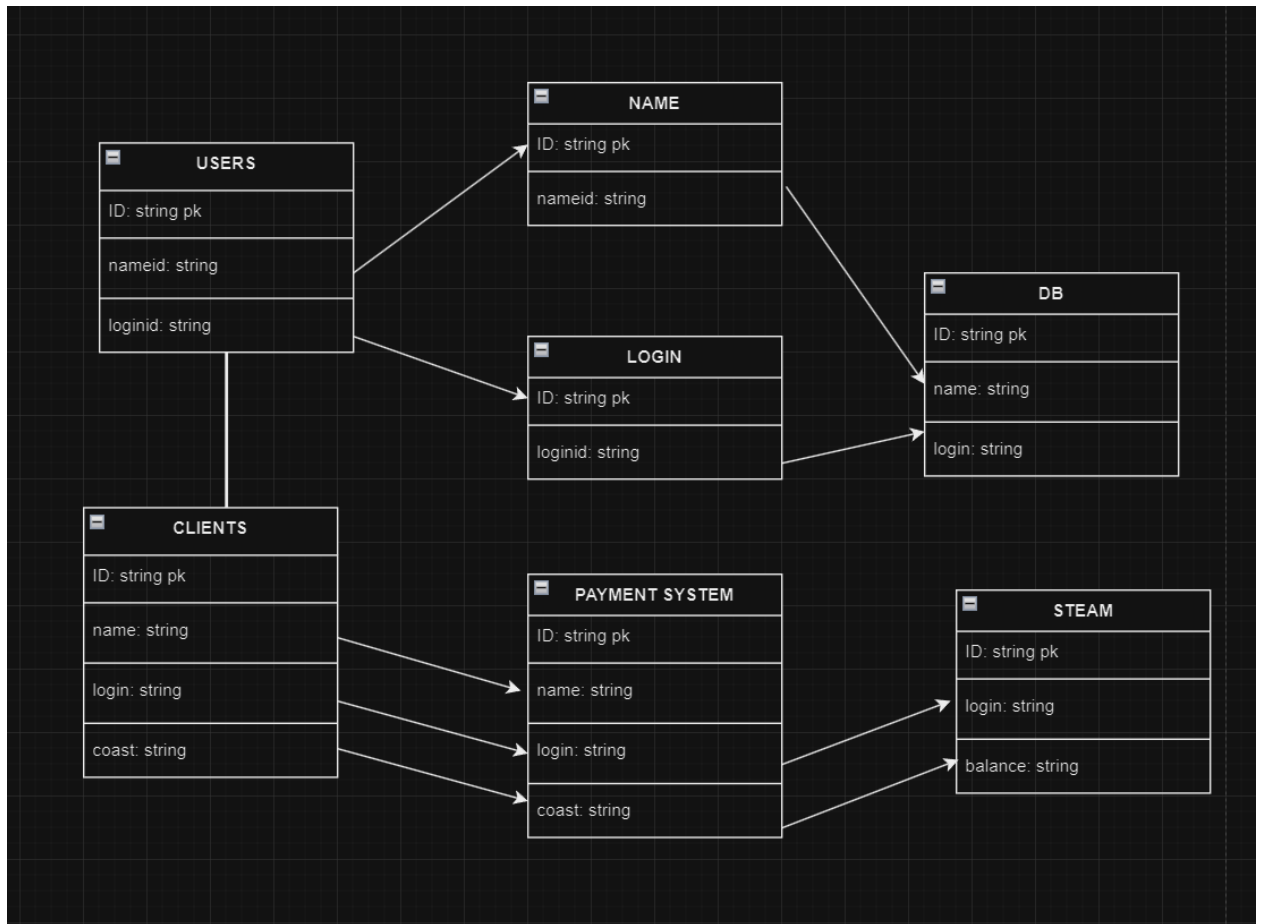 USERS
ID: string pk
nameid: string
loginid: string
NAME
ID: string pk
nameid: string
LOGIN
ID: string pk
loginid: string
DB
ID: string pk
name: string
login: string
CLIENTS
ID: string pk
name: string
login: string
coast: string
PAYMENT SYSTEM
ID: string pk
name: string
login: string
coast: string
STEAM
ID: string pk
login: string
balance: string